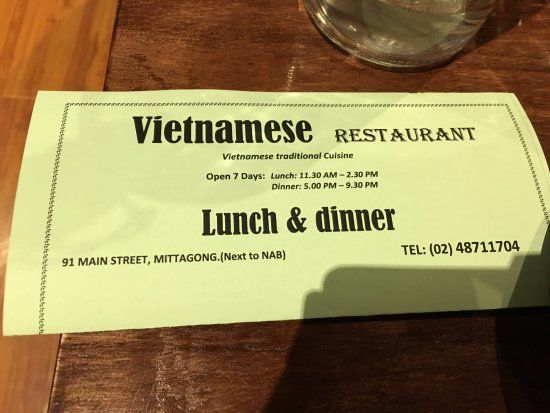 Vietnamese RESTAURANT
Vietnamese traditional Cuisine
Open 7 Days: Lunch: 11.30 AM – 2.30 PM
Dinner: 5.00 PM – 9.30 PM
Lunch & dinner
91 MAIN STREET, MITTAGONG.(Next to NAB)
TEL: (02) 48711704